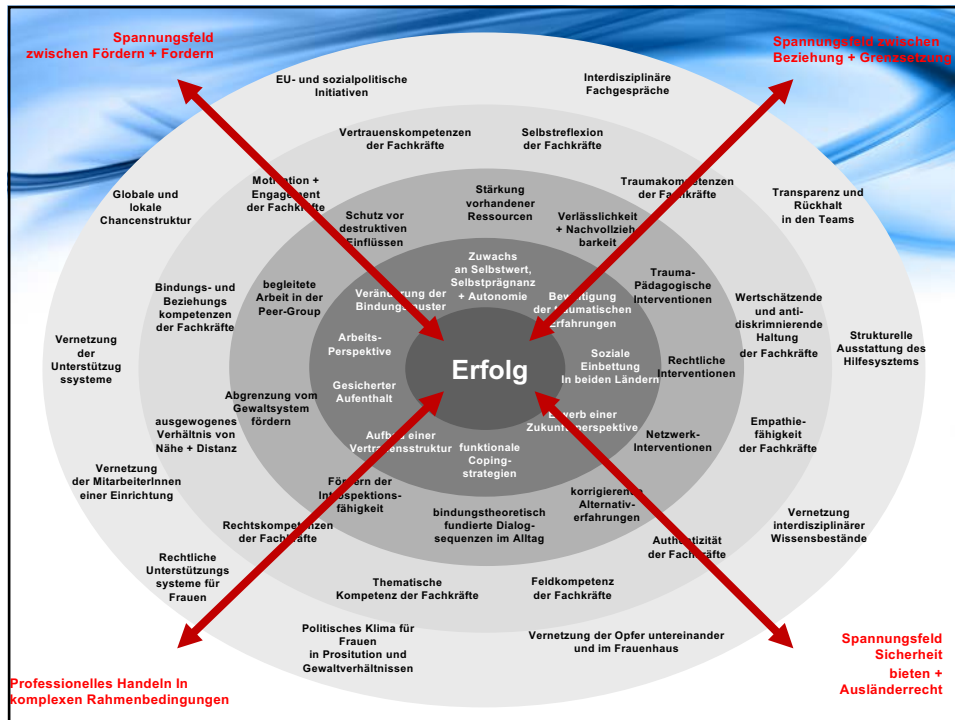 Spannungsfeld
zwischen Fördern + Fordern
Spannungsfeld zwischen
Beziehung + Grenzsetzung
EU- und sozialpolitische
Initiativen
Interdisziplinäre
Fachgespräche
Vertrauenskompetenzen
der Fachkräfte
Selbstreflexion
der Fachkräfte
Globale und
lokale
Chancenstruktur
Motivation +
Engagement
der Fachkräfte
Traumakompetenzen
der Fachkräfte
Transparenz und
Rückhalt
in den Teams
Schutz vor
destruktiven
Einflüssen
Stärkung
vorhandener
Ressourcen
Verlässlichkeit
+ Nachvollzieh
barkeit
Bindungs- und
Beziehungs
kompetenzen
der Fachkräfte
begleitete
Arbeit in der
Peer-Group
Veränderung der
Bindungsmuster
Zuwachs
an Selbstwert,
Selbstprägnanz
+ Autonomie
Bewältigung
der traumatischen
Erfahrungen
Trauma-
Pädagogische
Interventionen
Wertschätzende
und anti-
diskrimnierende
Haltung
der Fachkräfte
Vernetzung
der
Unterstützug
ssysteme
Arbeits-
Perspektive
Erfolg
Soziale
Einbettung
In beiden Ländern
Rechtliche
Interventionen
Strukturelle
Ausstattung des
Hilfesysztems
Abgrenzung vom
Gewaltsystem
fördern
Gesicherter
Aufenthalt
Erwerb einer
Zukunftsperspektive
ausgewogenes
Verhältnis von
Nähe + Distanz
Aufbau einer
Vertrauensstruktur
funktionale
Coping-
strategien
Netzwerk-
Interventionen
Empathie-
fähigkeit
der Fachkräfte
Vernetzung
der MitarbeiterInnen
einer Einrichtung
Fördern der
Introspektions-
fähigkeit
bindungstheoretisch
fundierte Dialog-
sequenzen im Alltag
korrigierende
Alternativ-
erfahrungen
Vernetzung
interdisziplinärer
Wissensbestände
Rechtskompetenzen
der Fachkräfte
Authentizität
der Fachkräfte
Rechtliche
Unterstützungs
systeme für
Frauen
Thematische
Kompetenz der Fachkräfte
Feldkompetenz
der Fachkräfte
Politisches Klima für
Frauen
in Prositution und
Gewaltverhältnissen
Vernetzung der Opfer untereinander
und im Frauenhaus
Professionelles Handeln In
komplexen Rahmenbedingungen
Spannungsfeld
Sicherheit
bieten +
Ausländerrecht